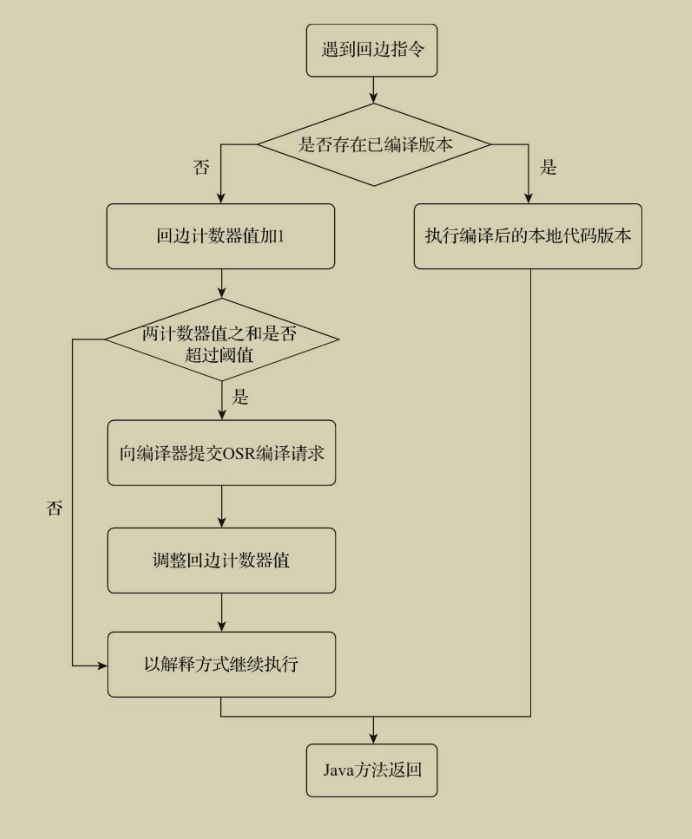 遇到回边指令
是否存在已编译版本
否
是
回边计数器值加1
执行编译后的本地代码版本
两计数器值之和是否
超过阈值
是
向编译器提交OSR编译请求
否
调整回边计数器值
以解释方式继续执行
Java方法返回